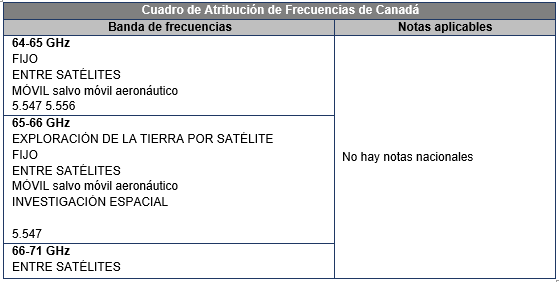 Cuadro de Atribución de Frecuencias de Canadá
Banda de frecuencias
Notas aplicables
64-65 GHz
FIJO
ENTRE SATÉLITES
MÓVIL salvo móvil aeronáutico
5.547 5.556
65-66 GHz
EXPLORACIÓN DE LA TIERRA POR SATÉLITE
FIJO
ENTRE SATÉLITES
MÓVIL salvo móvil aeronáutico
INVESTIGACIÓN ESPACIAL
5.547
66-71 GHz
ENTRE SATÉLITES
No hay notas nacionales